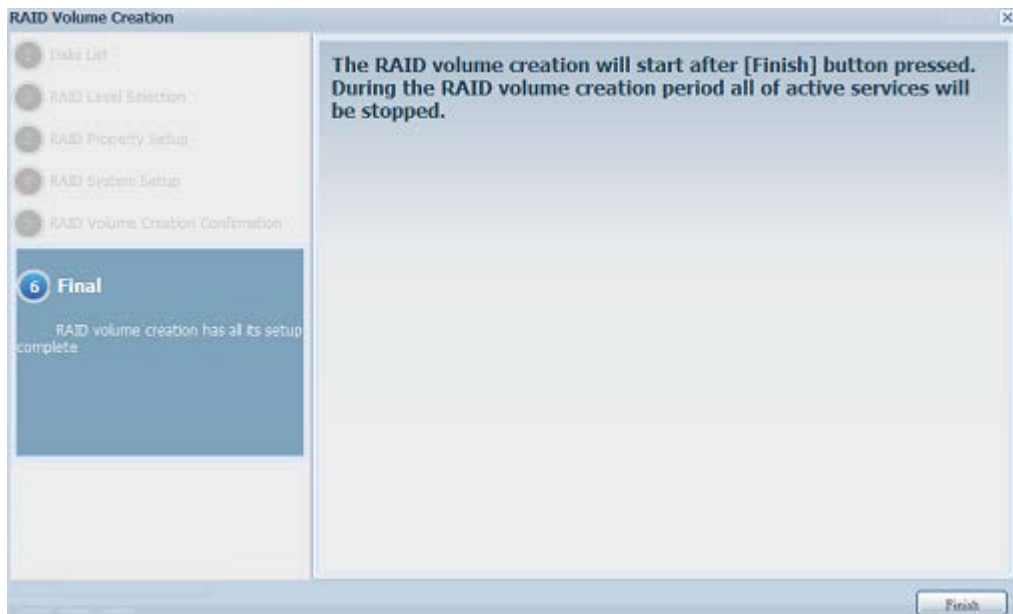 RAID Volume Creation
Disks List
RAID Level Selection
RAID Property Setup
RAID System Setup
RAID Volume Creation Confirmation
6 Final
RAID volume creation has all its setup
complete
The RAID volume creation will start after [Finish] button pressed.
During the RAID volume creation period all of active services will
be stopped.
Finish